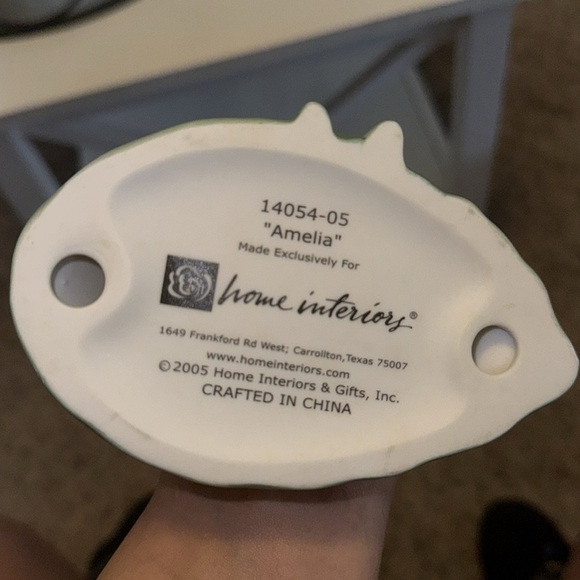 14054-05
"Amelia"
Made Exclusively For
home interiors®
1649 Frankford Rd West; Carrollton,Texas 75007
www.homeinteriors.com
©2005 Home Interiors & Gifts, Inc.
CRAFTED IN CHINA